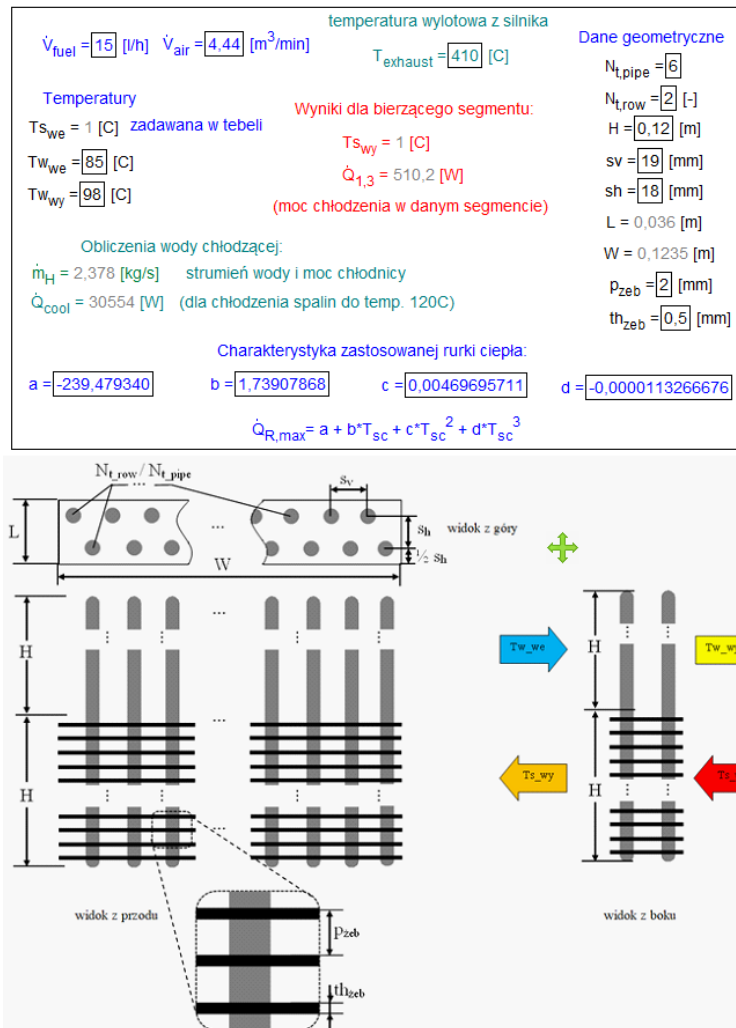 temperatura wylotowa z silnika
V̇fuel = 15 [l/h] V̇air = 4,44 [m³/min]
Texhaust = 410 [C]
Dane geometryczne
Nt,pipe = 6
Nt,row = 2 [-]
H = 0,12 [m]
sv = 19 [mm]
sh = 18 [mm]
L = 0,036 [m]
W = 0,1235 [m]
pzeb = 2 [mm]
thzeb = 0,5 [mm]
Temperatury
Tswe = 1 [C] zadawana w tebeli
Twwe = 85 [C]
Twwy = 98 [C]
Wyniki dla bierzącego segmentu:
Tswy = 1 [C]
Q̇1,3 = 510,2 [W]
(moc chłodzenia w danym segmencie)
Obliczenia wody chłodzącej:
ṁH = 2,378 [kg/s] strumień wody i moc chłodnicy
Q̇cool = 30554 [W] (dla chłodzenia spalin do temp. 120C)
Charakterystyka zastosowanej rurki ciepła:
a = -239,479340 b = 1,73907868 c = 0,00469695711 d = -0,0000113266676
Q̇R,max = a + b*Tsc + c*Tsc² + d*Tsc³
Nt_row / Nt_pipe
...
sv
L
...
sh
widok z góry
½ sh
W
H
...
H
Tw_we
Tw_wy
...
H
H
Ts_wy
...
widok z przodu
widok z boku
pżeb
thżeb